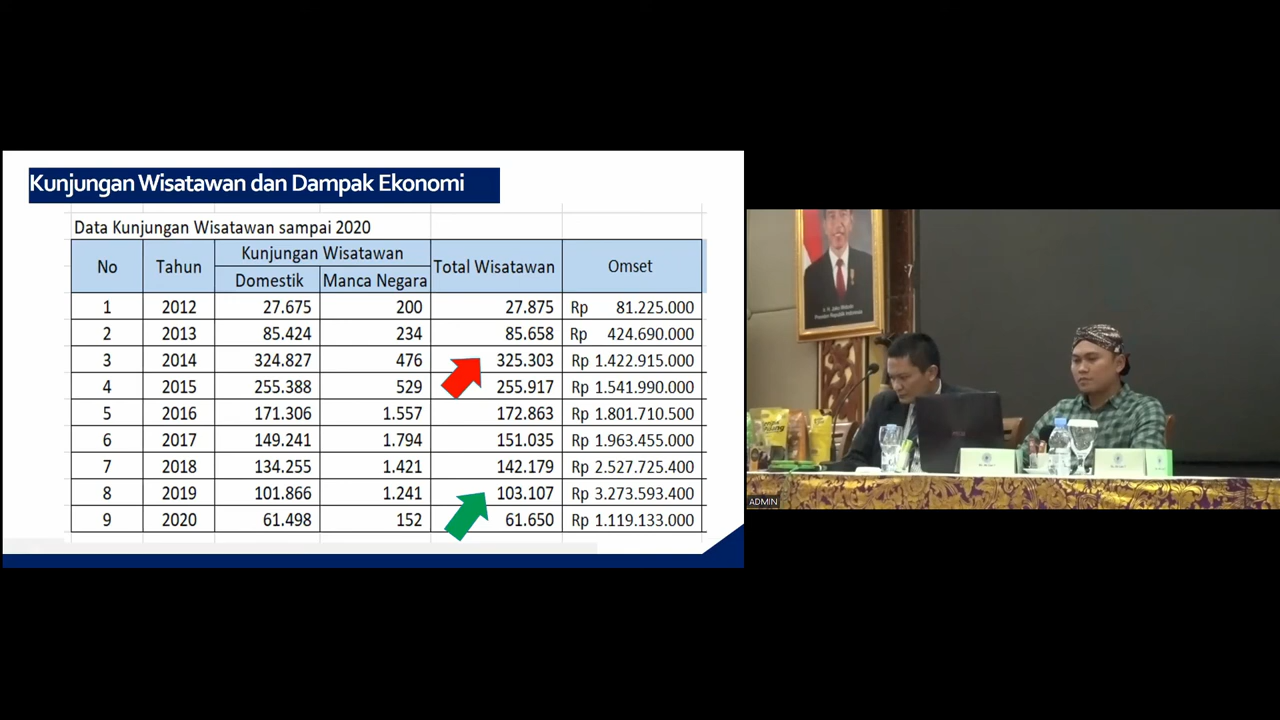 Kunjungan Wisatawan dan Dampak Ekonomi
Data Kunjungan Wisatawan sampai 2020
No Tahun Kunjungan Wisatawan Total Wisatawan Omset
Domestik Manca Negara
1 2012 27.675 200 27.875 Rp 81.225.000
2 2013 85.424 234 85.658 Rp 424.690.000
3 2014 324.827 476 325.303 Rp 1.422.915.000
4 2015 255.388 529 255.917 Rp 1.541.990.000
5 2016 171.306 1.557 172.863 Rp 1.801.710.500
6 2017 149.241 1.794 151.035 Rp 1.963.455.000
7 2018 134.255 1.421 142.179 Rp 2.527.725.400
8 2019 101.866 1.241 103.107 Rp 3.273.593.400
9 2020 61.498 152 61.650 Rp 1.119.133.000
ADMIN